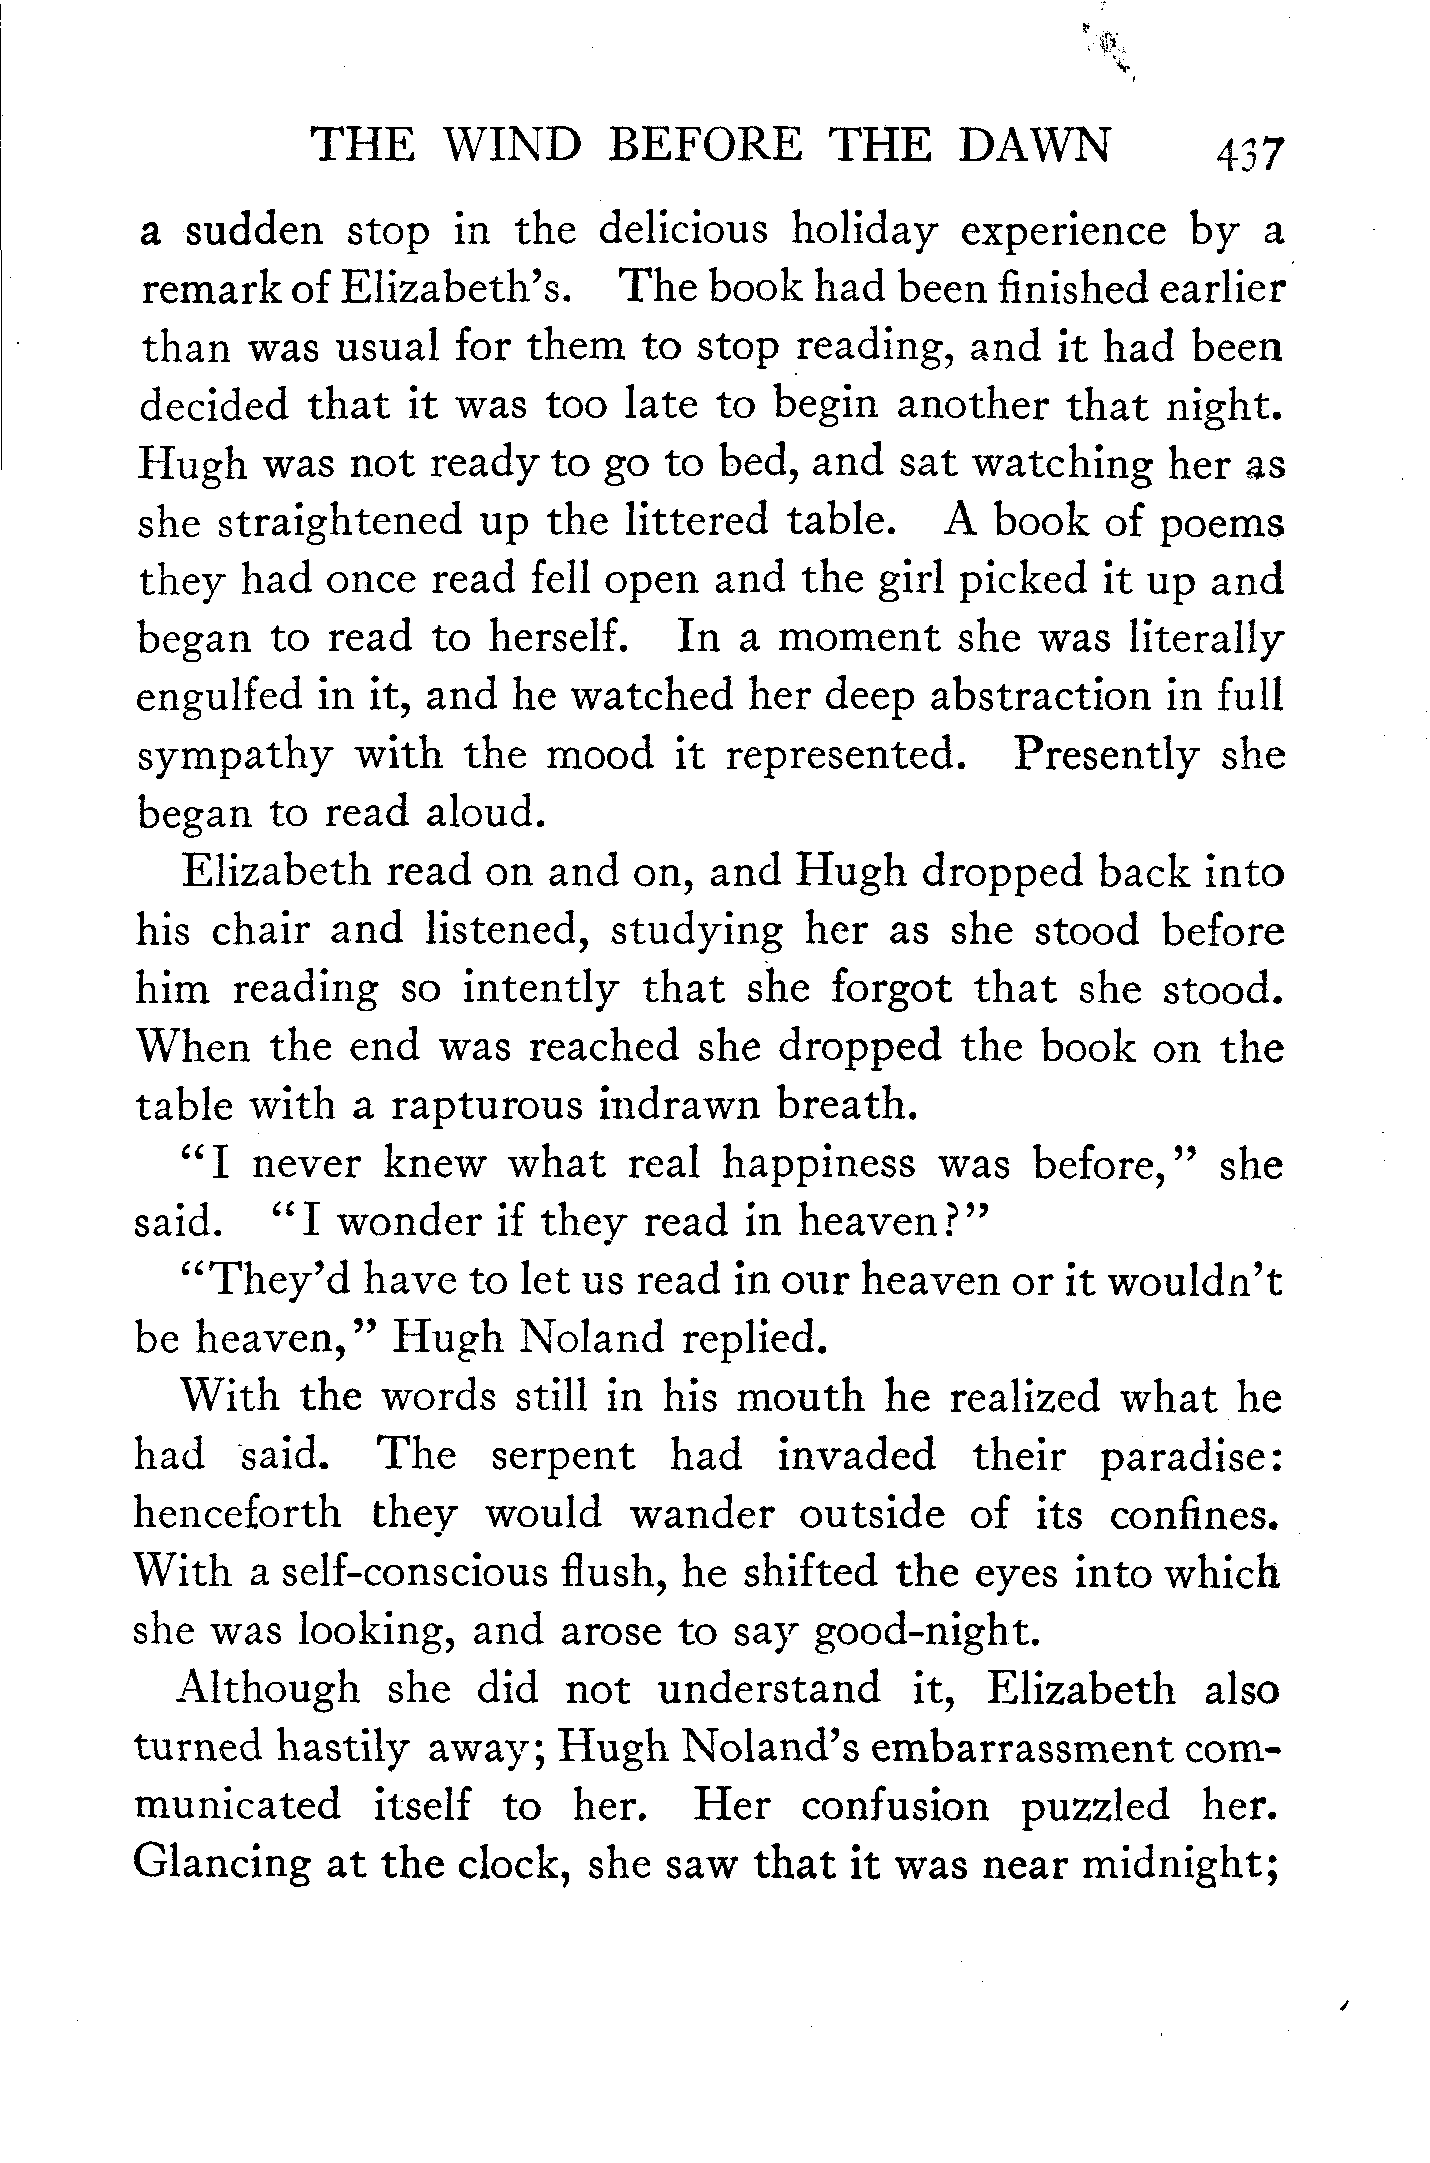 THE WIND BEFORE THE DAWN 437
a sudden stop in the delicious holiday experience by a
remark of Elizabeth's. The book had been finished earlier
than was usual for them to stop reading, and it had been
decided that it was too late to begin another that night.
Hugh was not ready to go to bed, and sat watching her as
she straightened up the littered table. A book of poems
they had once read fell open and the girl picked it up and
began to read to herself. In a moment she was literally
engulfed in it, and he watched her deep abstraction in full
sympathy with the mood it represented. Presently she
began to read aloud.
Elizabeth read on and on, and Hugh dropped back into
his chair and listened, studying her as she stood before
him reading so intently that she forgot that she stood.
When the end was reached she dropped the book on the
table with a rapturous indrawn breath.
“I never knew what real happiness was before,” she
said. “I wonder if they read in heaven?”
“They'd have to let us read in our heaven or it wouldn't
be heaven,” Hugh Noland replied.
With the words still in his mouth he realized what he
had said. The serpent had invaded their paradise:
henceforth they would wander outside of its confines.
With a self-conscious flush, he shifted the eyes into which
she was looking, and arose to say good-night.
Although she did not understand it, Elizabeth also
turned hastily away; Hugh Noland's embarrassment com-
municated itself to her. Her confusion puzzled her.
Glancing at the clock, she saw that it was near midnight;